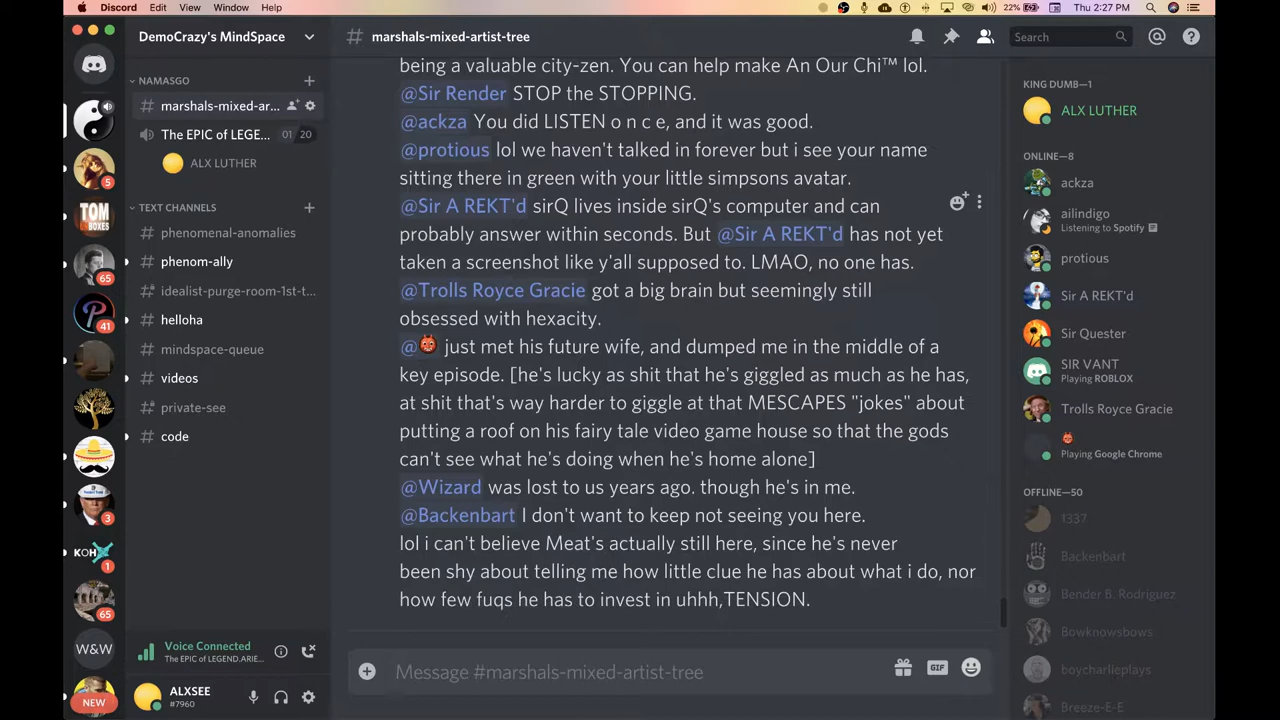 Discord Edit View Window Help 22% Thu 2:27 PM
DemoCrazy's MindSpace
NAMASGO
marshals-mixed-ar...
The EPIC of LEGE... 01 20
ALX LUTHER
TEXT CHANNELS
phenomenal-anomalies
phenom-ally
idealist-purge-room-1st-t...
helloha
mindspace-queue
videos
private-see
code
5
TOM
BOXES
65
41
3
KOH
1
65
W&W
NEW
Voice Connected
The EPIC of LEGEND.ARIE...
ALXSEE
#7960
# marshals-mixed-artist-tree
Search
being a valuable city-zen. You can help make An Our Chi™ lol.
@Sir Render STOP the STOPPING.
@ackza You did LISTEN o n c e, and it was good.
@protious lol we haven't talked in forever but i see your name
sitting there in green with your little simpsons avatar.
@Sir A REKT'd sirQ lives inside sirQ's computer and can
probably answer within seconds. But @Sir A REKT'd has not yet
taken a screenshot like y'all supposed to. LMAO, no one has.
@Trolls Royce Gracie got a big brain but seemingly still
obsessed with hexacity.
@👹 just met his future wife, and dumped me in the middle of a
key episode. [he's lucky as shit that he's giggled as much as he has,
at shit that's way harder to giggle at that MESCAPES "jokes" about
putting a roof on his fairy tale video game house so that the gods
can't see what he's doing when he's home alone]
@Wizard was lost to us years ago. though he's in me.
@Backenbart I don't want to keep not seeing you here.
lol i can't believe Meat's actually still here, since he's never
been shy about telling me how little clue he has about what i do, nor
how few fuqs he has to invest in uhhh,TENSION.
Message #marshals-mixed-artist-tree
GIF
KING DUMB—1
ALX LUTHER
ONLINE—8
ackza
ailindigo
Listening to Spotify
protious
Sir A REKT'd
Sir Quester
SIR VANT
Playing ROBLOX
Trolls Royce Gracie
👹
Playing Google Chrome
OFFLINE—50
1337
Backenbart
Bender B. Rodriguez
Bowknowsbows
boycharlieplays
Breeze-E-E